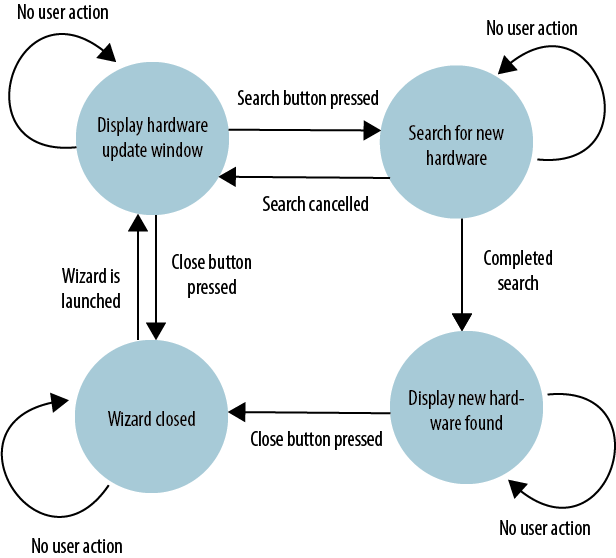 No user action
No user action
Search button pressed
Display hardware
update window
Search for new
hardware
Search cancelled
Wizard is
launched
Close button
pressed
Completed
search
Wizard closed
Close button pressed
Display new hard-
ware found
No user action
No user action